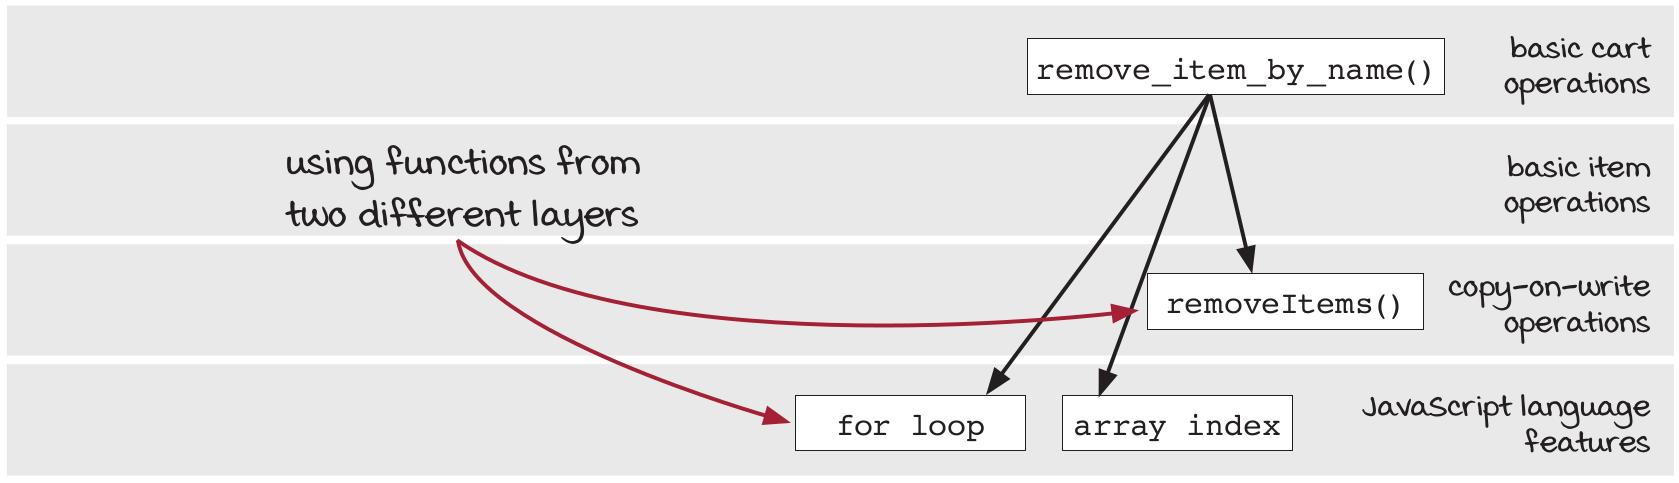 remove_item_by_name()
basic cart
operations
using functions from
two different layers
basic item
operations
removeItems()
copy-on-write
operations
for loop
array index
JavaScript language
features